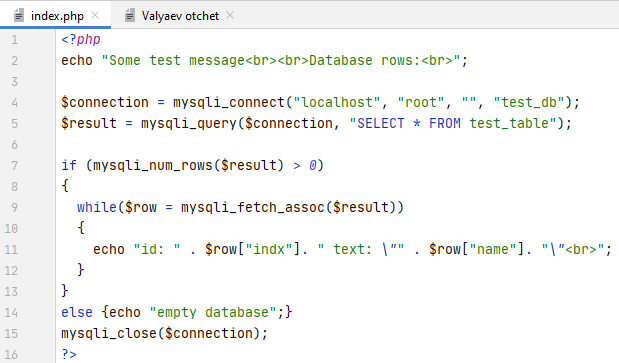 index.php
Valyaev otchet
1 <?php
2 echo "Some test message<br><br>Database rows:<br>";
3
4 $connection = mysqli_connect("localhost", "root", "", "test_db");
5 $result = mysqli_query($connection, "SELECT * FROM test_table");
6
7 if (mysqli_num_rows($result) > 0)
8 {
9   while($row = mysqli_fetch_assoc($result))
10   {
11     echo "id: " . $row["indx"]. " text: \"" . $row["name"]. "\"<br>";
12   }
13 }
14 else {echo "empty database";}
15 mysqli_close($connection);
16 ?>